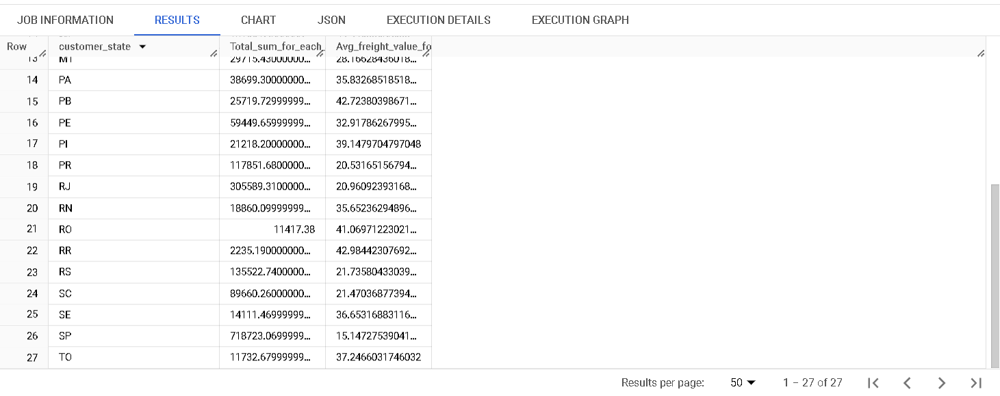 JOB INFORMATION RESULTS CHART JSON EXECUTION DETAILS EXECUTION GRAPH
Row customer_state Total_sum_for_each_ Avg_freight_value_fo
13 MT 29715.43000000... 28.16628436018...
14 PA 38699.30000000... 35.83268518518...
15 PB 25719.72999999... 42.72380398671...
16 PE 59449.65999999... 32.91786267995...
17 PI 21218.20000000... 39.1479704797048
18 PR 117851.6800000... 20.53165156794...
19 RJ 305589.3100000... 20.96092393168...
20 RN 18860.09999999... 35.65236294896...
21 RO 11417.38 41.06971223021...
22 RR 2235.190000000... 42.98442307692...
23 RS 135522.7400000... 21.73580433039...
24 SC 89660.26000000... 21.47036877394...
25 SE 14111.46999999... 36.65316883116...
26 SP 718723.0699999... 15.14727539041...
27 TO 11732.67999999... 37.2466031746032
Results per page: 50 1 – 27 of 27